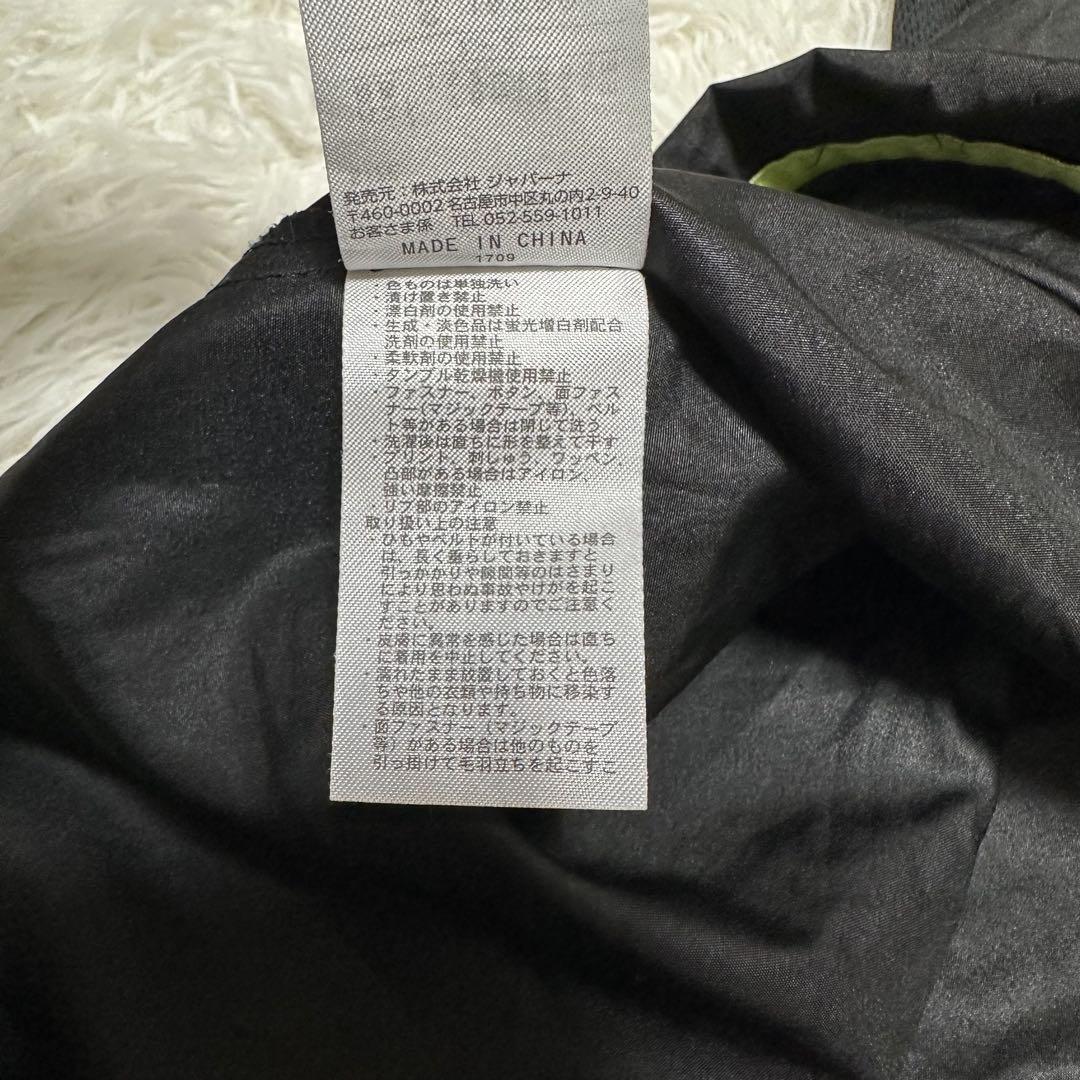 発売元：株式会社 ジャパーナ
〒460-0002 名古屋市中区丸の内2-9-40
お客さま係 TEL 052-559-1011
MADE IN CHINA
1709
色ものは単独洗い
・漬け置き禁止
・漂白剤の使用禁止
・生成・淡色品は蛍光増白剤配合
洗剤の使用禁止
・柔軟剤の使用禁止
・タンブル乾燥機使用禁止
・ファスナー、ボタン、面ファス
ナー(マジックテープ等)、ベル
ト等がある場合は閉じて洗う
・洗濯後は直ちに形を整えて干す
・プリント、刺しゅう、ワッペン、
凸部がある場合はアイロン、
強い摩擦禁止
・リブ部のアイロン禁止
取り扱い上の注意
・ひもやベルトが付いている場合
は、長く垂らしておきますと
引っかかりや隙間等のはさまり
により思わぬ事故やけがを起こ
すことがありますのでご注意く
ださい。
・皮膚に異常を感じた場合は直ち
に着用を中止してください。
・濡れたまま放置しておくと色落
ちや他の衣類や持ち物に移染す
る原因となります。
面ファスナー(マジックテープ
等）がある場合は他のものを
引っ掛けて毛羽立ちを起こすこ